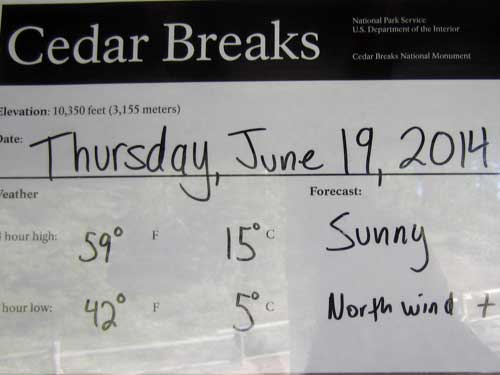 Cedar Breaks
National Park Service
U.S. Department of the Interior
Cedar Breaks National Monument
Elevation: 10,350 feet (3,155 meters)
Date: Thursday, June 19, 2014
Weather
Forecast:
hour high: 59° F 15° C Sunny
hour low: 42° F 5° C North wind +